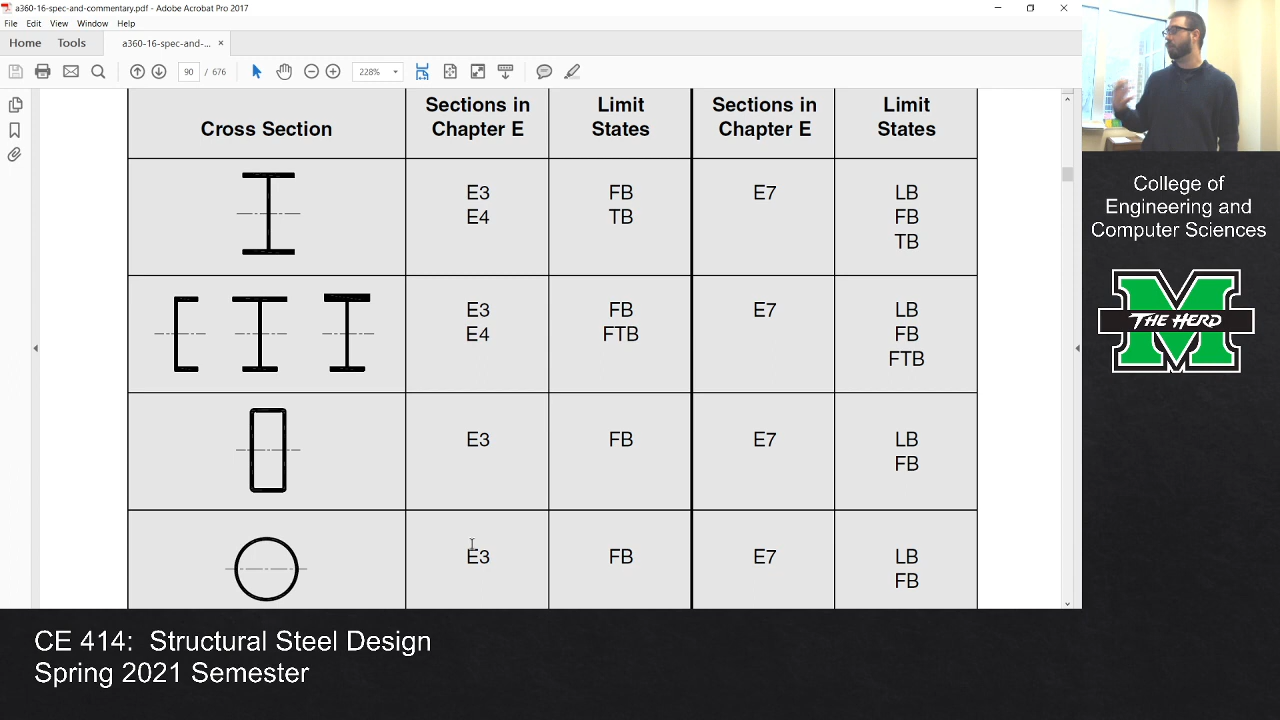 a360-16-spec-and-commentary.pdf - Adobe Acrobat Pro 2017
File Edit View Window Help
Home Tools a360-16-spec-and-... ×
90 / 676 228%
Cross Section Sections in Chapter E Limit States Sections in Chapter E Limit States
E3 FB E7 LB
E4 TB FB
TB
E3 FB E7 LB
E4 FTB FB
FTB
E3 FB E7 LB
FB
E3 FB E7 LB
FB
College of
Engineering and
Computer Sciences
THE HERD
CE 414: Structural Steel Design
Spring 2021 Semester